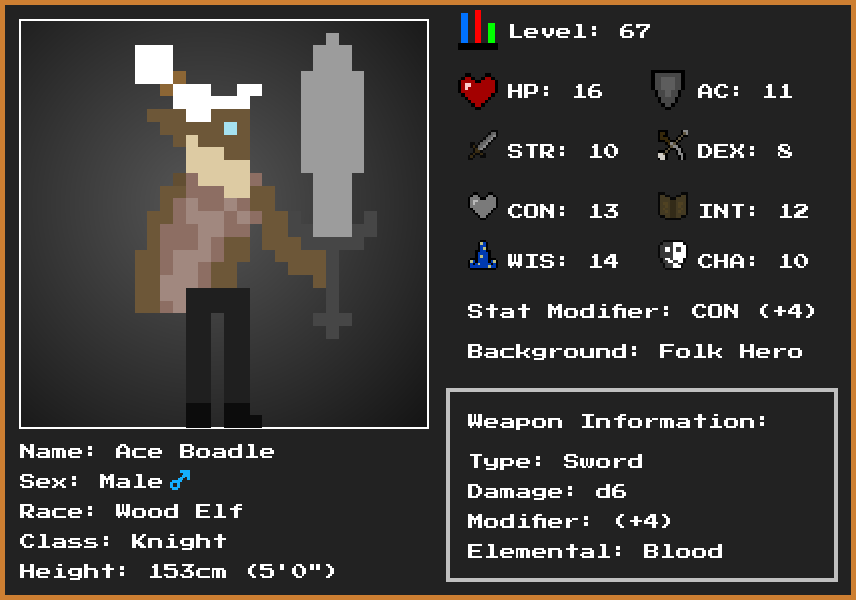 Level: 67
HP: 16
AC: 11
STR: 10
DEX: 8
CON: 13
INT: 12
WIS: 14
CHA: 10
Stat Modifier: CON (+4)
Background: Folk Hero
Weapon Information:
Type: Sword
Damage: d6
Modifier: (+4)
Elemental: Blood
Name: Ace Boadle
Sex: Male ♂
Race: Wood Elf
Class: Knight
Height: 153cm (5'0")